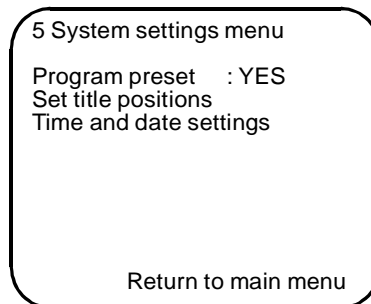 5 System settings menu
Program preset : YES
Set title positions
Time and date settings
Return to main menu